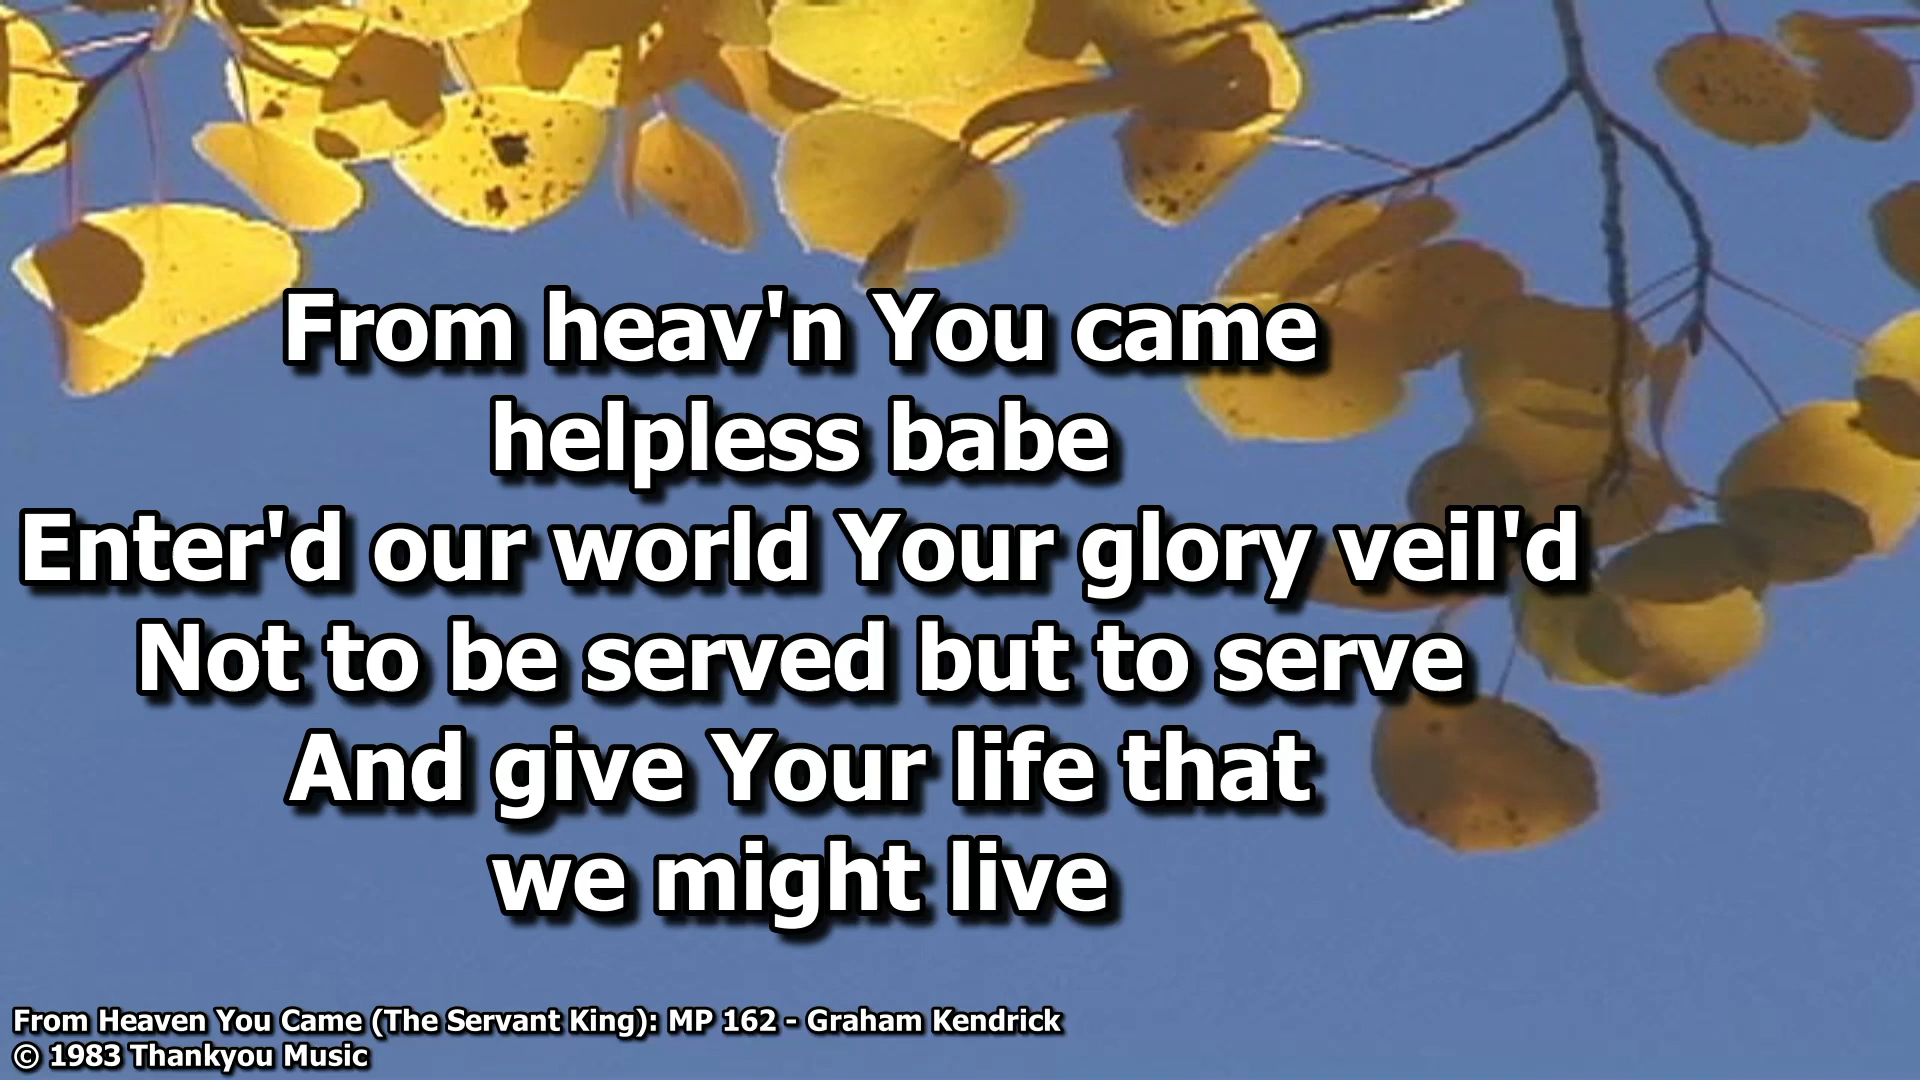 From heav'n You came
helpless babe
Enter'd our world Your glory veil'd
Not to be served but to serve
And give Your life that
we might live
From Heaven You Came (The Servant King): MP 162 - Graham Kendrick
© 1983 Thankyou Music